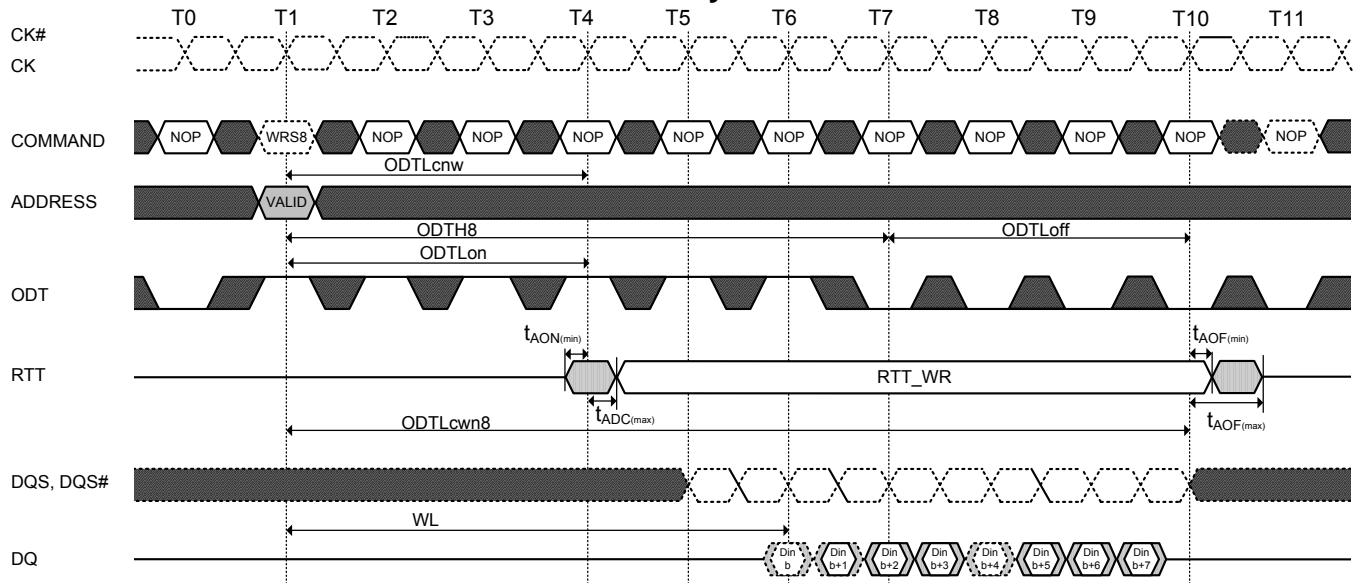 T0 T1 T2 T3 T4 T5 T6 T7 T8 T9 T10 T11
CK#
CK
COMMAND NOP WRS8 NOP NOP NOP NOP NOP NOP NOP NOP NOP NOP
ODTLcnw
ADDRESS VALID
ODTH8 ODTLoff
ODTLon
ODT
tAON(min) tAOF(min)
RTT RTT_WR
tADC(max) tAOF(max)
ODTLcwn8
DQS, DQS#
WL
DQ Din b Din b+1 Din b+2 Din b+3 Din b+4 Din b+5 Din b+6 Din b+7